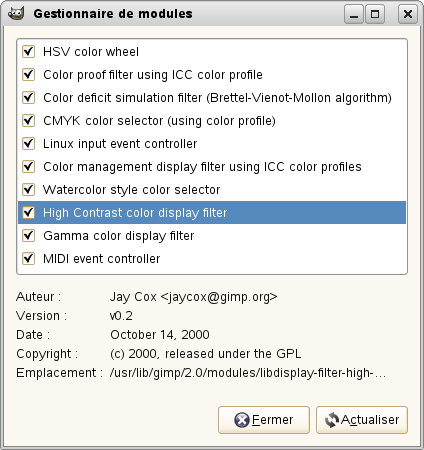 Gestionnaire de modules
HSV color wheel
Color proof filter using ICC color profile
Color deficit simulation filter (Brettel-Vienot-Mollon algorithm)
CMYK color selector (using color profile)
Linux input event controller
Color management display filter using ICC color profiles
Watercolor style color selector
High Contrast color display filter
Gamma color display filter
MIDI event controller
Auteur : Jay Cox <jaycox@gimp.org>
Version : v0.2
Date : October 14, 2000
Copyright : (c) 2000, released under the GPL
Emplacement : /usr/lib/gimp/2.0/modules/libdisplay-filter-high-...
Fermer Actualiser